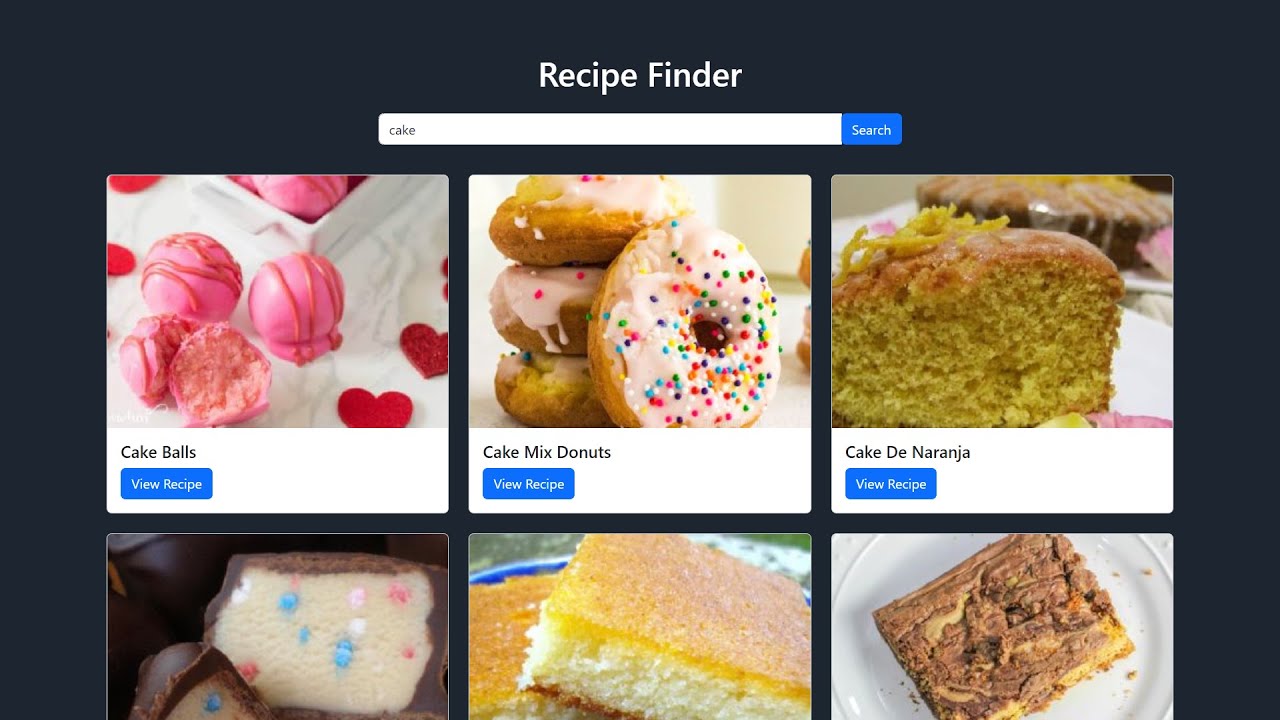 Recipe Finder
cake
Search
Cake Balls
Cake Mix Donuts
Cake De Naranja
View Recipe
View Recipe
View Recipe